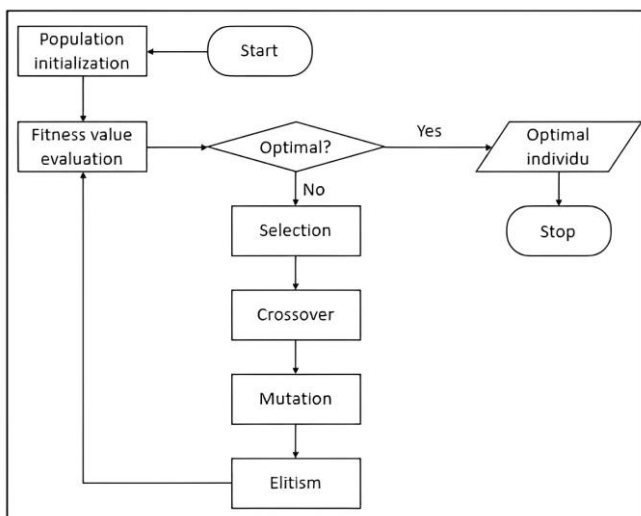 Population
initialization
Start
Fitness value
evaluation
Optimal?
Yes
Optimal
individu
No
Selection
Stop
Crossover
Mutation
Elitism